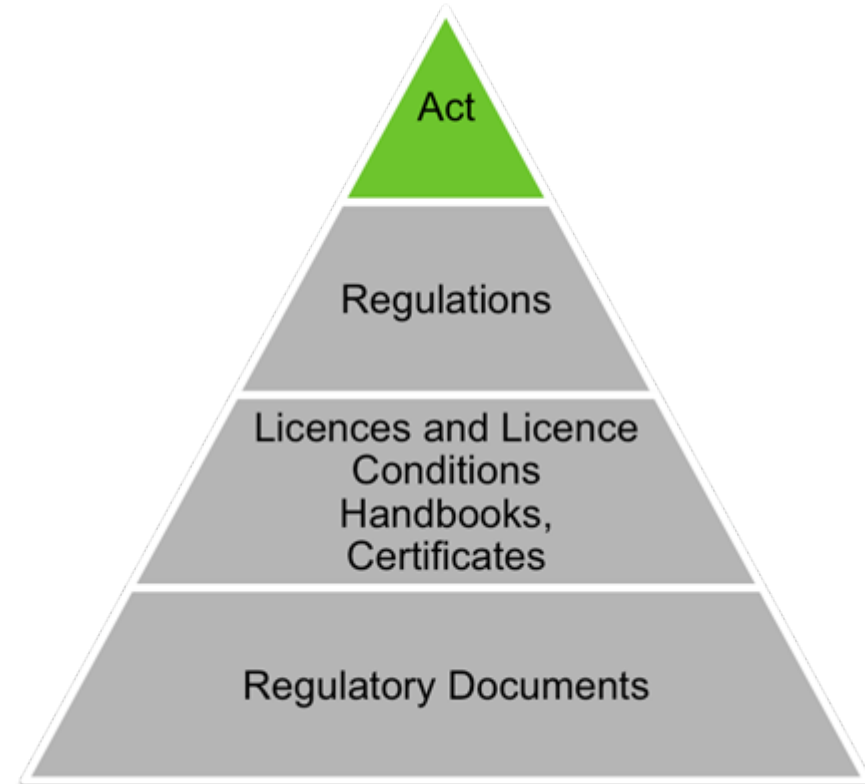 Act
Regulations
Licences and Licence
Conditions
Handbooks,
Certificates
Regulatory Documents